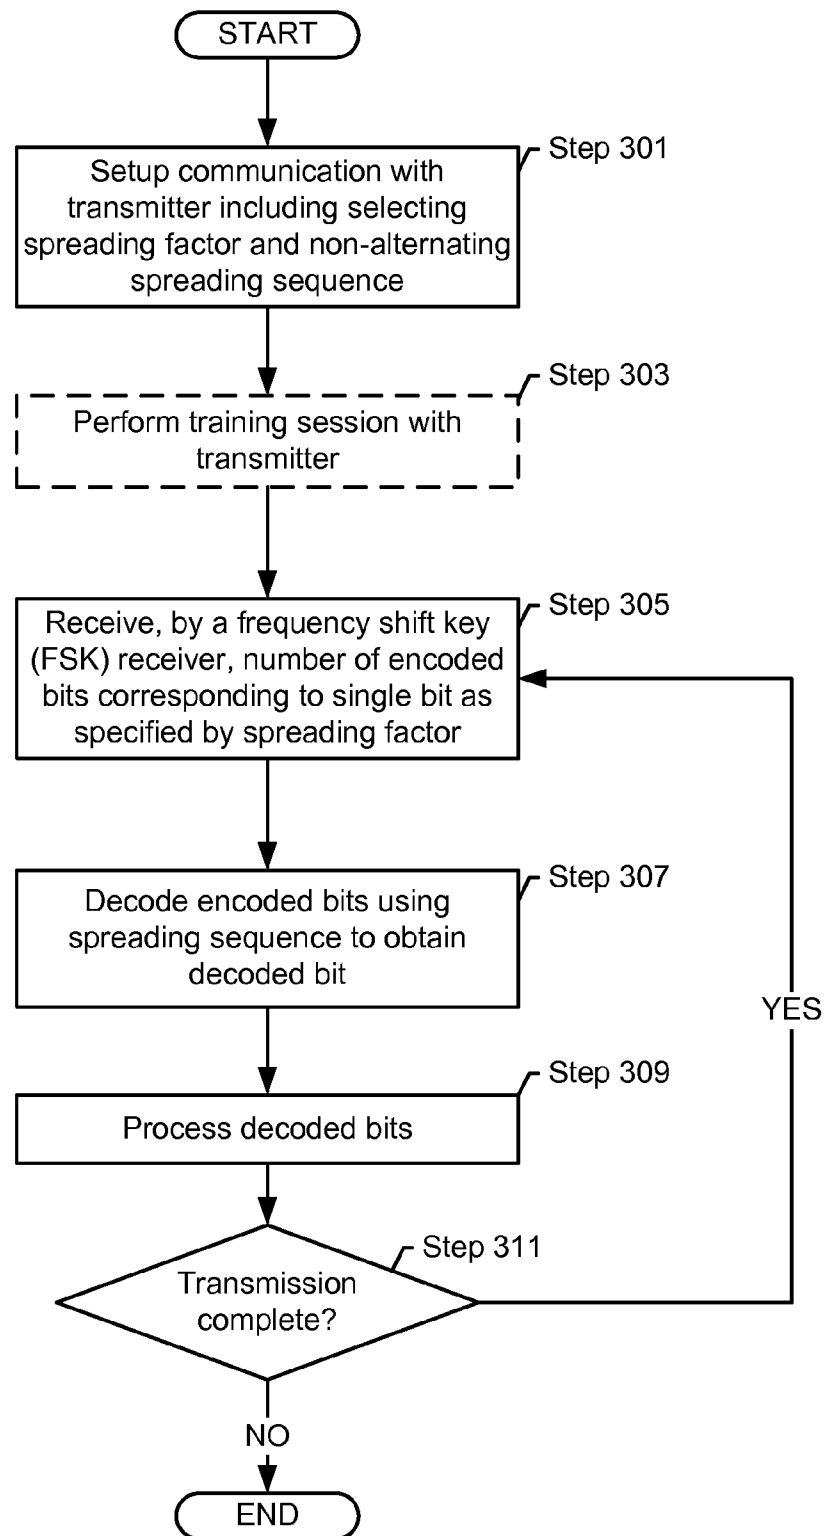 START
Step 301
Setup communication with
transmitter including selecting
spreading factor and non-alternating
spreading sequence
Step 303
Perform training session with
transmitter
Step 305
Receive, by a frequency shift key
(FSK) receiver, number of encoded
bits corresponding to single bit as
specified by spreading factor
Step 307
Decode encoded bits using
spreading sequence to obtain
decoded bit
YES
Step 309
Process decoded bits
Step 311
Transmission
complete?
NO
END